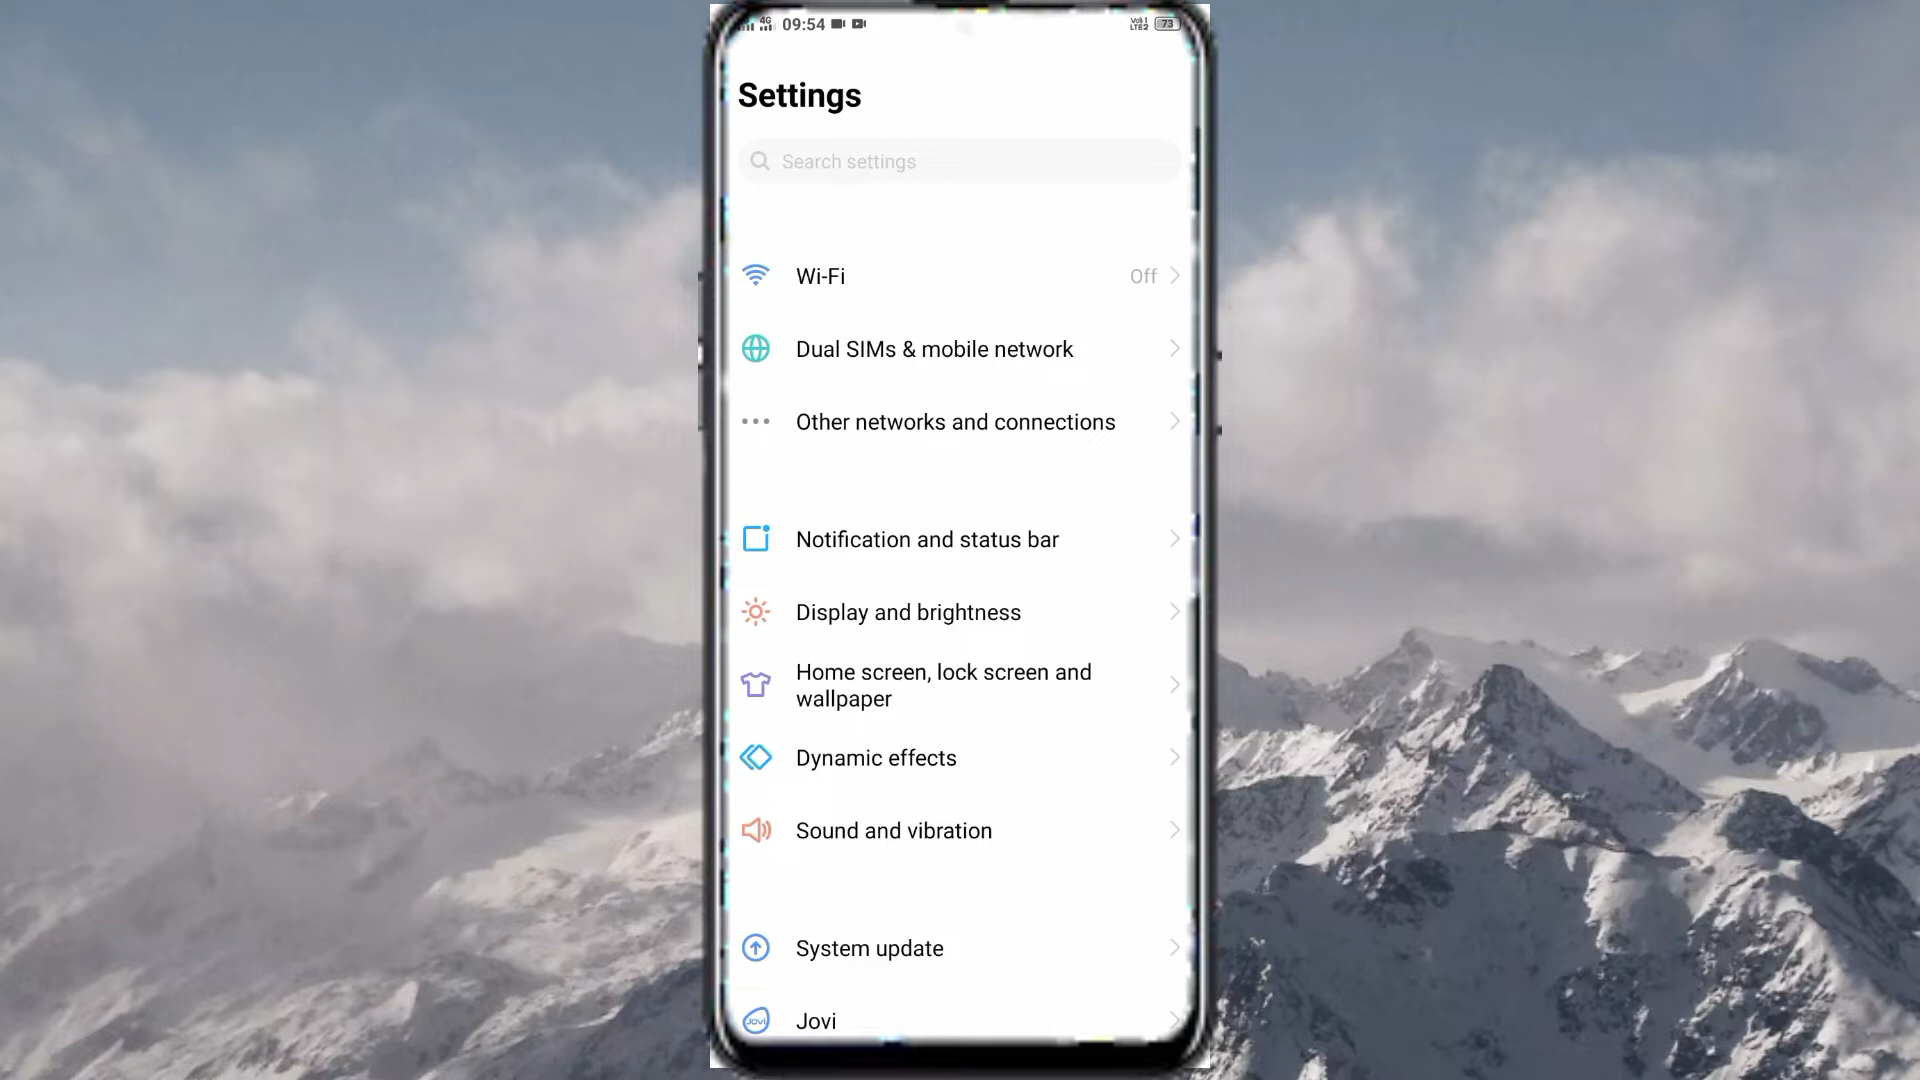 4G 09:54 73
Settings
Search settings
Wi-Fi Off
Dual SIMs & mobile network
Other networks and connections
Notification and status bar
Display and brightness
Home screen, lock screen and
wallpaper
Dynamic effects
Sound and vibration
System update
Jovi Jovi